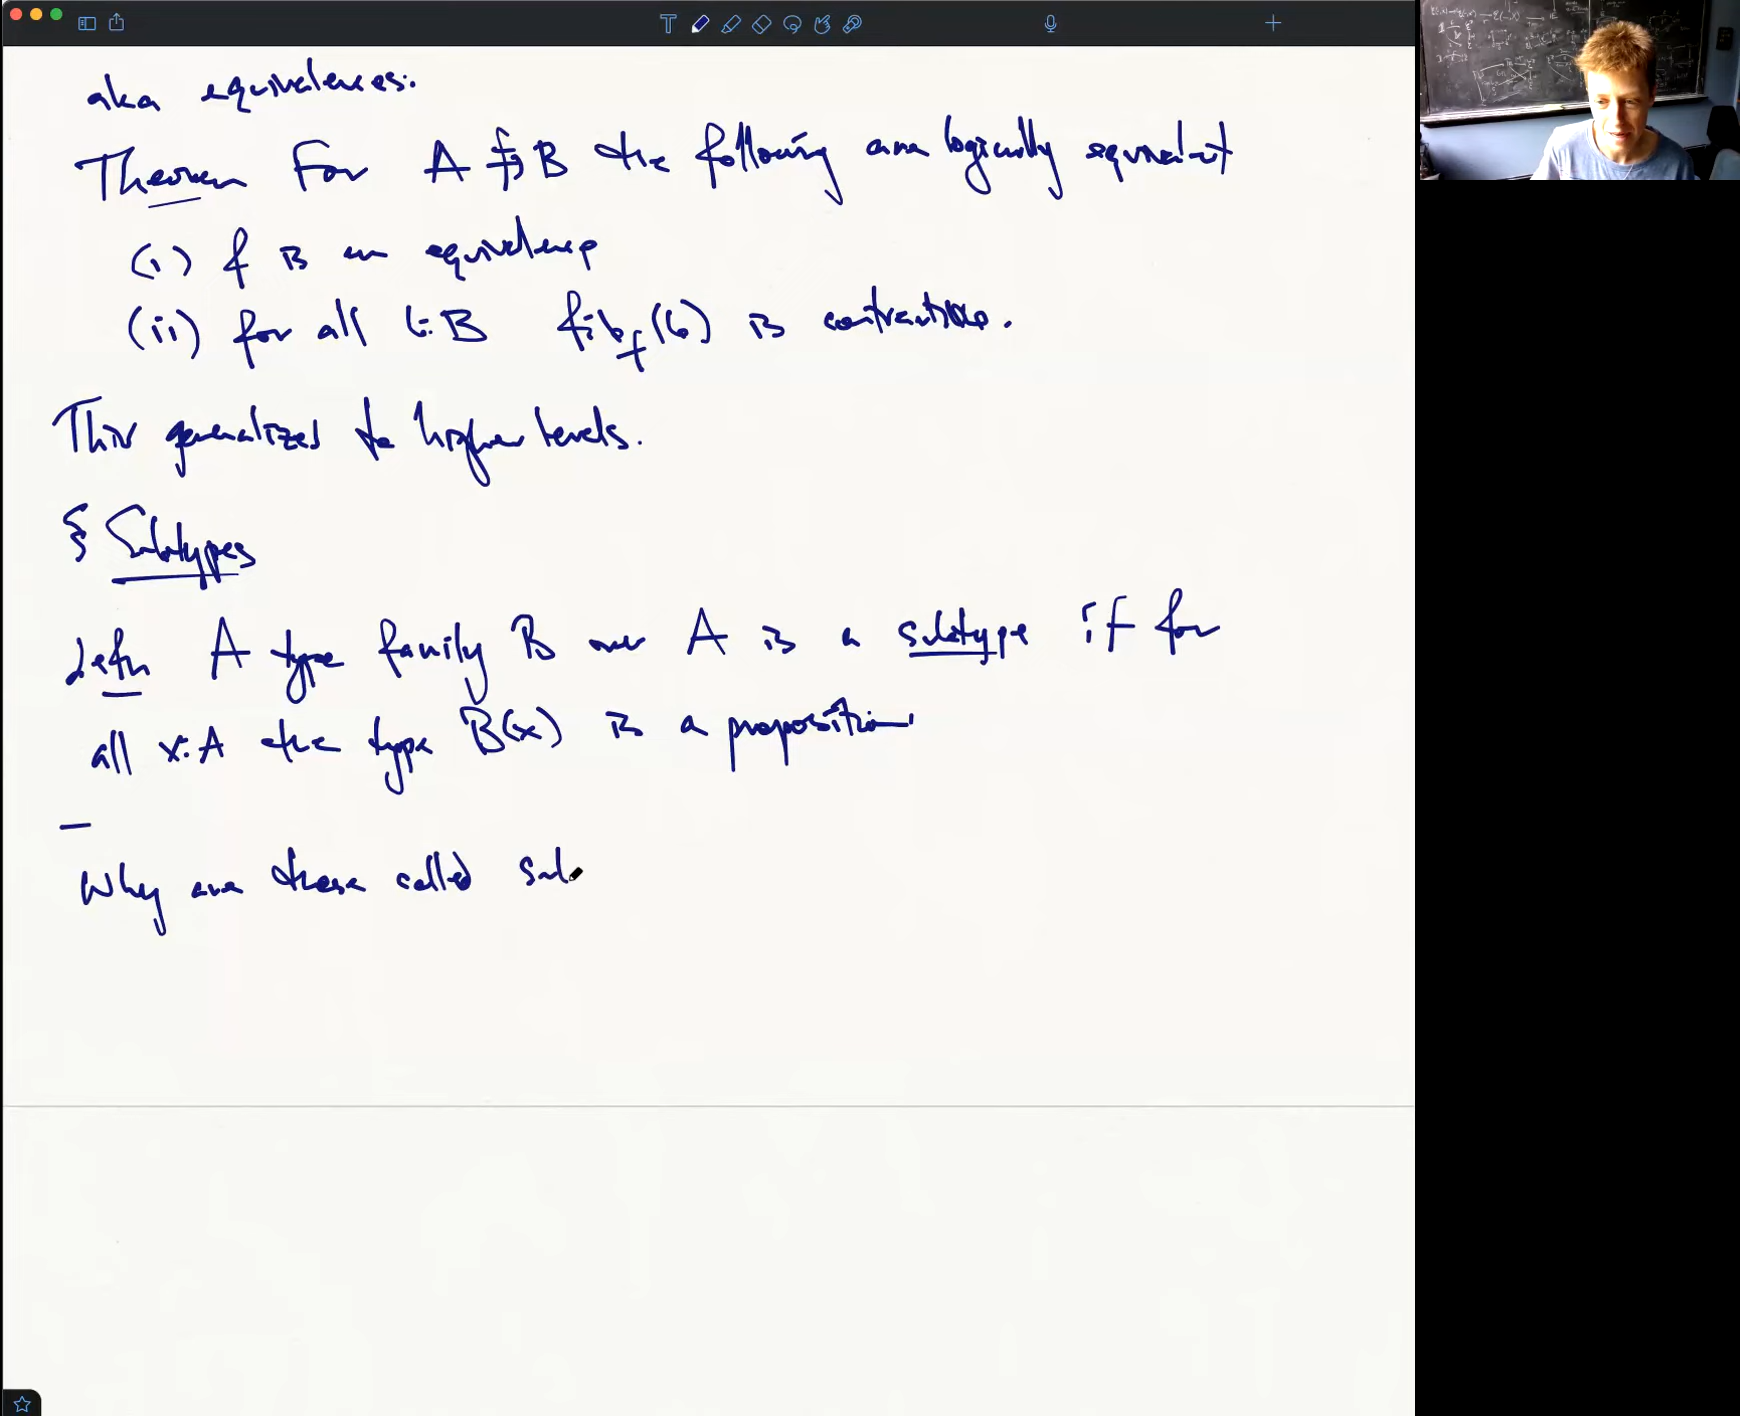 aka equivalences.
Theorem For A f→ B the following are logically equivalent
(i) f is an equivalence
(ii) for all b:B fib_f(b) is contractible.
This generalizes to higher levels.
§ Subtypes
defn A type family B over A is a subtype if for
all x:A the type B(x) is a proposition
—
Why are these called sub